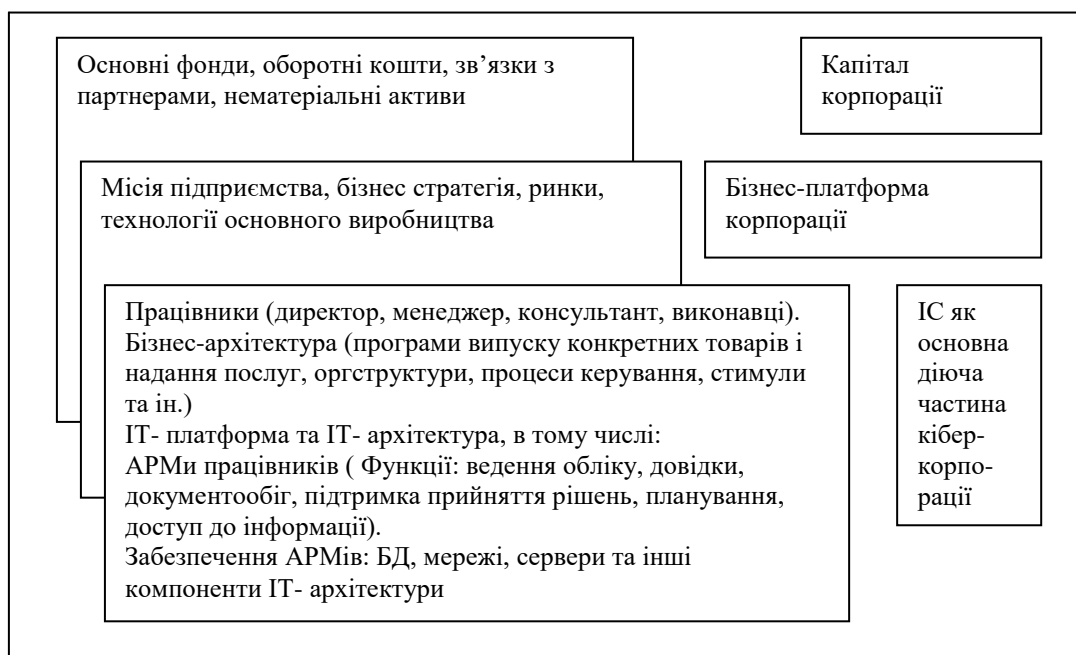 Основні фонди, оборотні кошти, зв’язки з
партнерами, нематеріальні активи
Капітал
корпорації
Місія підприємства, бізнес стратегія, ринки,
технології основного виробництва
Бізнес-платформа
корпорації
Працівники (директор, менеджер, консультант, виконавці).
Бізнес-архітектура (програми випуску конкретних товарів і
надання послуг, оргструктури, процеси керування, стимули
та ін.)
ІТ- платформа та ІТ- архітектура, в тому числі:
АРМи працівників ( Функції: ведення обліку, довідки,
документообіг, підтримка прийняття рішень, планування,
доступ до інформації).
Забезпечення АРМів: БД, мережі, сервери та інші
компоненти ІТ- архітектури
ІС як
основна
діюча
частина
кібер-
корпо-
рації